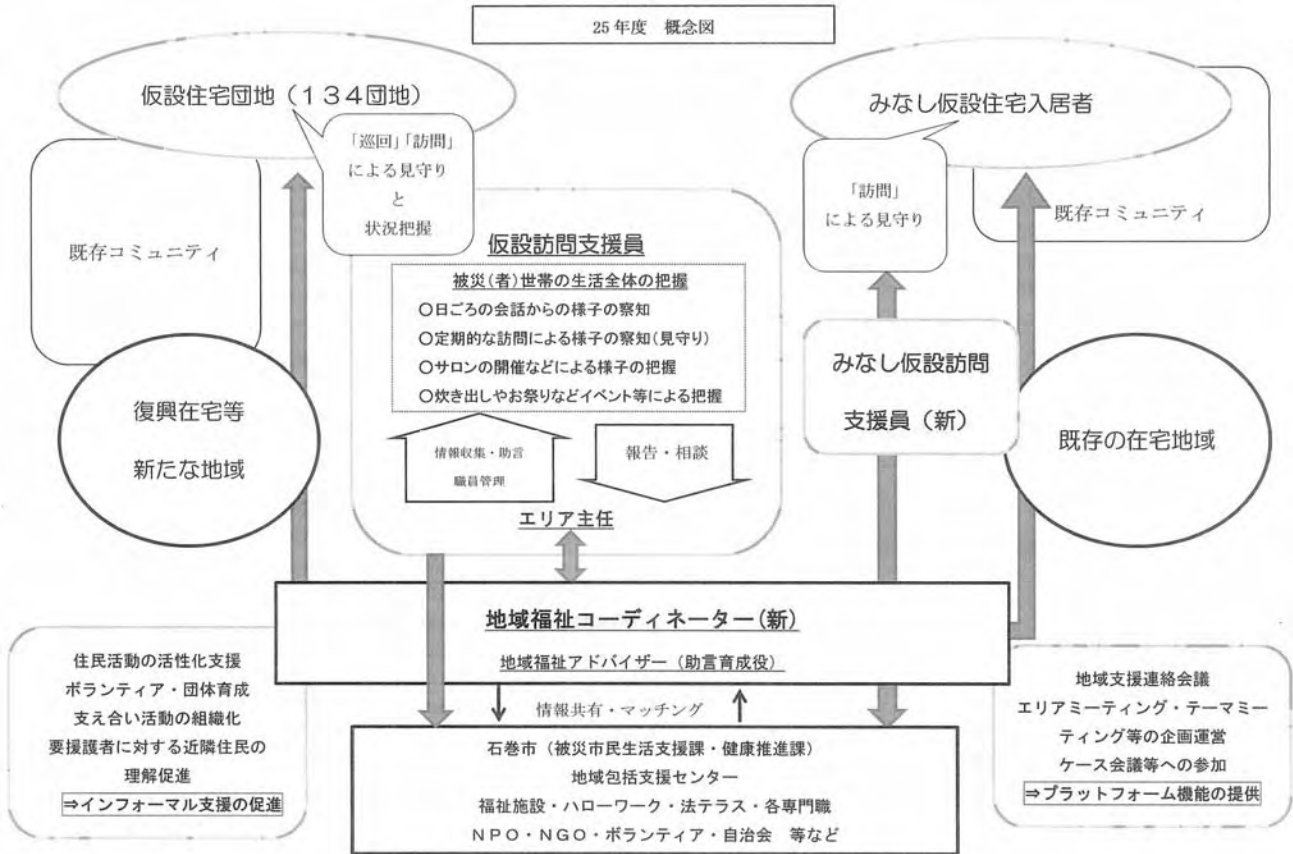 25年度　概念図
仮設住宅団地（１３４団地）
みなし仮設住宅入居者
「巡回」「訪問」
による見守り
と
状況把握
「訪問」
による見守り
既存コミュニティ
既存コミュニティ
仮設訪問支援員
被災(者)世帯の生活全体の把握
○日ごろの会話からの様子の察知
○定期的な訪問による様子の察知(見守り)
○サロンの開催などによる様子の把握
○炊き出しやお祭りなどイベント等による把握
情報収集・助言
職員管理
報告・相談
エリア主任
復興在宅等
新たな地域
みなし仮設訪問
支援員（新）
既存の在宅地域
地域福祉コーディネーター(新)
地域福祉アドバイザー（助言育成役）
情報共有・マッチング
住民活動の活性化支援
ボランティア・団体育成
支え合い活動の組織化
要援護者に対する近隣住民の
理解促進
⇒インフォーマル支援の促進
石巻市（被災市民生活支援課・健康推進課）
地域包括支援センター
福祉施設・ハローワーク・法テラス・各専門職
ＮＰＯ・ＮＧＯ・ボランティア・自治会　等など
地域支援連絡会議
エリアミーティング・テーマミー
ティング等の企画運営
ケース会議等への参加
⇒プラットフォーム機能の提供